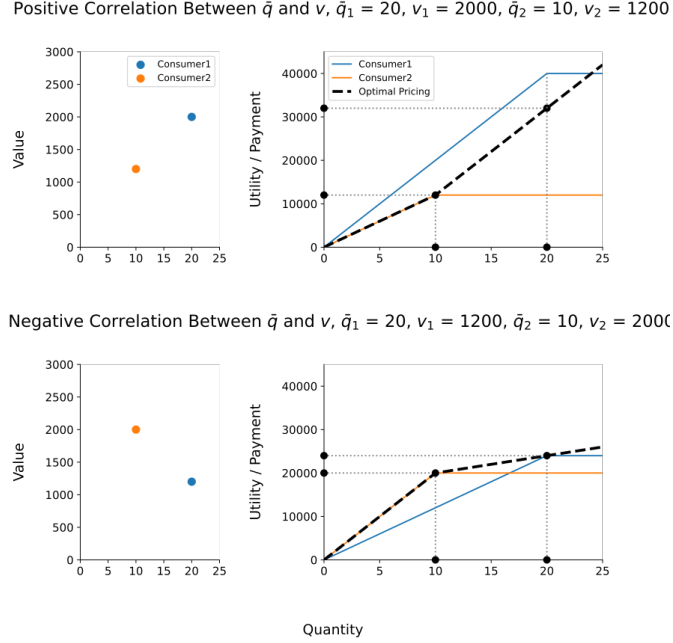 Positive Correlation Between q̄ and v, q̄₁ = 20, v₁ = 2000, q̄₂ = 10, v₂ = 1200
3000
2500
2000
1500
1000
500
0
0 5 10 15 20 25
Value
Consumer1
Consumer2
40000
30000
20000
10000
0
0 5 10 15 20 25
Utility / Payment
Consumer1
Consumer2
Optimal Pricing
Negative Correlation Between q̄ and v, q̄₁ = 20, v₁ = 1200, q̄₂ = 10, v₂ = 2000
3000
2500
2000
1500
1000
500
0
0 5 10 15 20 25
Value
40000
30000
20000
10000
0
0 5 10 15 20 25
Utility / Payment
Quantity